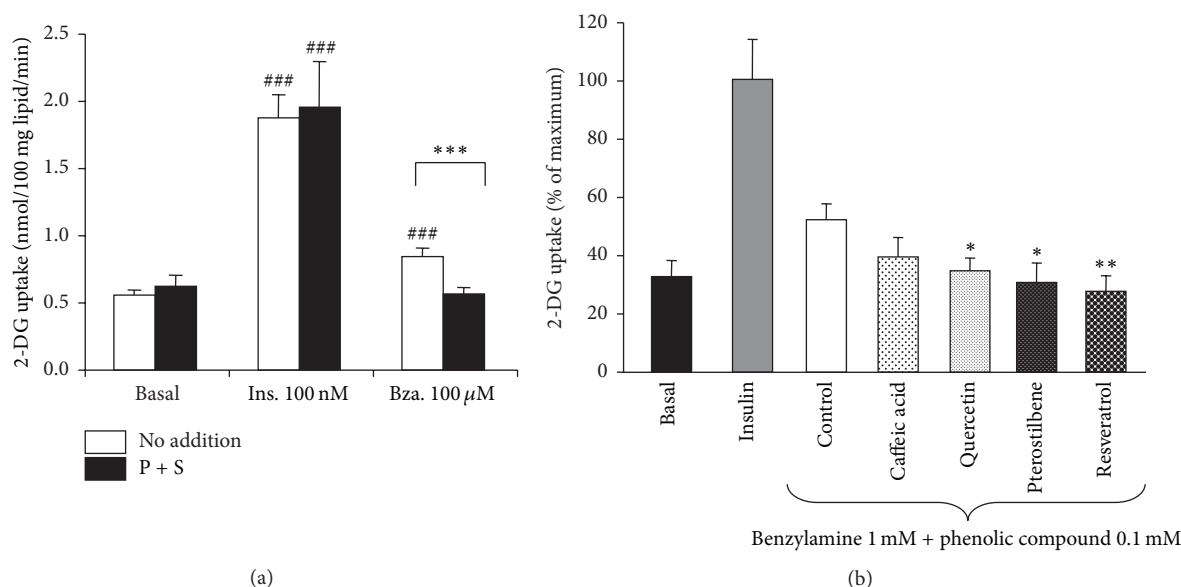 2-DG uptake (nmol/100 mg lipid/min)
2.5
2.0
1.5
1.0
0.5
0.0
###
###
###
***
Basal
Ins. 100 nM
Bza. 100 μM
No addition
P + S
(a)
2-DG uptake (% of maximum)
120
100
80
60
40
20
0
*
*
**
Basal
Insulin
Control
Caffeic acid
Quercetin
Pterostilbene
Resveratrol
Benzylamine 1 mM + phenolic compound 0.1 mM
(b)